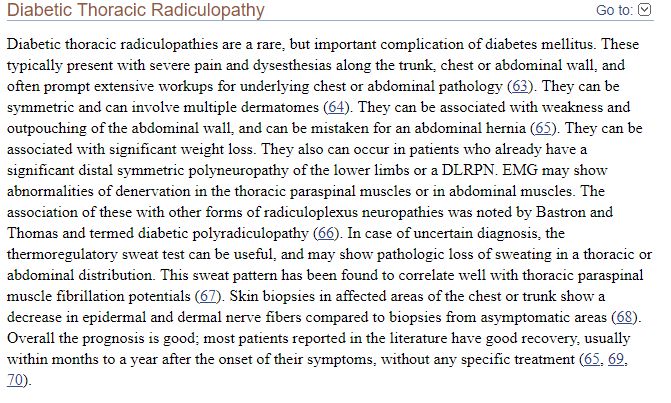 Diabetic Thoracic Radiculopathy
Go to:
Diabetic thoracic radiculopathies are a rare, but important complication of diabetes mellitus. These
typically present with severe pain and dysesthesias along the trunk, chest or abdominal wall, and
often prompt extensive workups for underlying chest or abdominal pathology (63). They can be
symmetric and can involve multiple dermatomes (64). They can be associated with weakness and
outpouching of the abdominal wall, and can be mistaken for an abdominal hernia (65). They can be
associated with significant weight loss. They also can occur in patients who already have a
significant distal symmetric polyneuropathy of the lower limbs or a DLRPN. EMG may show
abnormalities of denervation in the thoracic paraspinal muscles or in abdominal muscles. The
association of these with other forms of radiculoplexus neuropathies was noted by Bastron and
Thomas and termed diabetic polyradiculopathy (66). In case of uncertain diagnosis, the
thermoregulatory sweat test can be useful, and may show pathologic loss of sweating in a thoracic or
abdominal distribution. This sweat pattern has been found to correlate well with thoracic paraspinal
muscle fibrillation potentials (67). Skin biopsies in affected areas of the chest or trunk show a
decrease in epidermal and dermal nerve fibers compared to biopsies from asymptomatic areas (68).
Overall the prognosis is good; most patients reported in the literature have good recovery, usually
within months to a year after the onset of their symptoms, without any specific treatment (65, 69,
70).